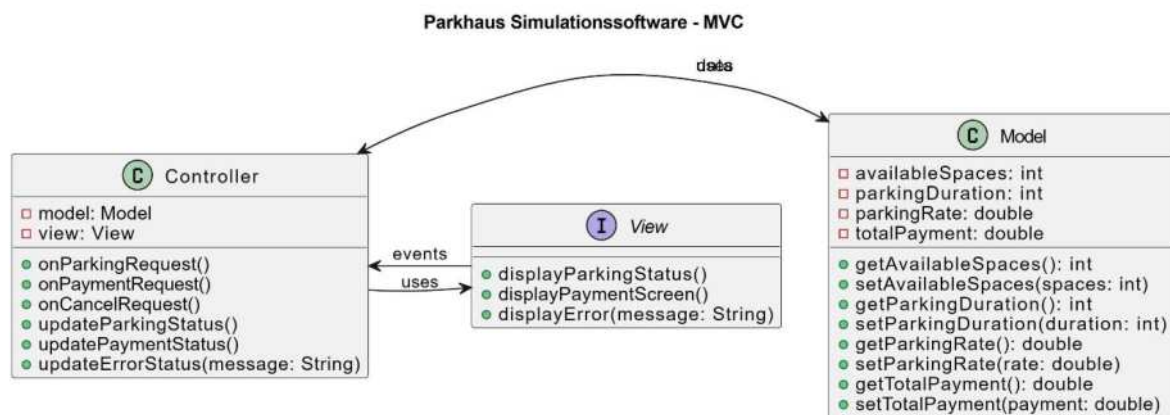 Parkhaus Simulationssoftware - MVC
C Controller
model: Model
view: View
onParkingRequest()
onPaymentRequest()
onCancelRequest()
updateParkingStatus()
updatePaymentStatus()
updateErrorStatus(message: String)
events
uses
I View
displayParkingStatus()
displayPaymentScreen()
displayError(message: String)
C Model
availableSpaces: int
parkingDuration: int
parkingRate: double
totalPayment: double
getAvailableSpaces(): int
setAvailableSpaces(spaces: int)
getParkingDuration(): int
setParkingDuration(duration: int)
getParkingRate(): double
setParkingRate(rate: double)
getTotalPayment(): double
setTotalPayment(payment: double)